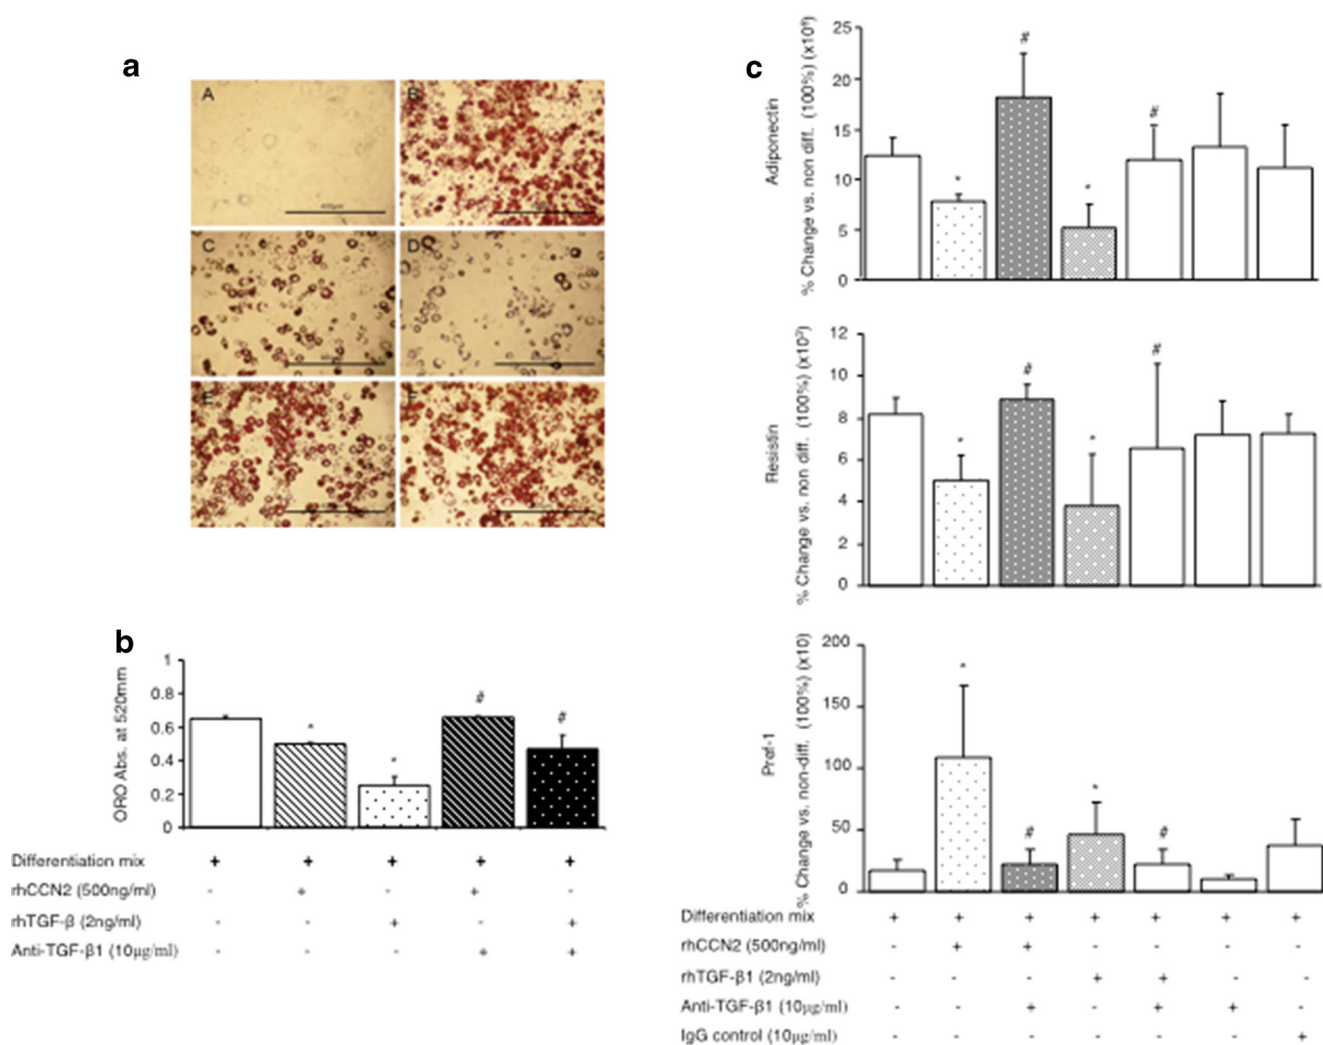 a
A
B
C
D
E
F
b
ORO Abs. at 520mm
1
0.8
0.6
0.4
0.2
0
*
*
#
#
Differentiation mix + + + + +
rhCCN2 (500ng/ml) - + - + -
rhTGF-β (2ng/ml) - - + - +
Anti-TGF-β1 (10μg/ml) - - - + +
c
Adiponectin
% Change vs. non diff. (100%) (x10⁴)
25
20
15
10
5
0
*
#
*
#
Resistin
% Change vs. non diff. (100%) (x10³)
12
10
8
6
4
2
0
*
#
*
#
Pref-1
% Change vs. non-diff. (100%) (x10)
200
150
100
50
0
*
#
*
#
Differentiation mix + + + + + + +
rhCCN2 (500ng/ml) - + + - - - -
rhTGF-β1 (2ng/ml) - - - + + - -
Anti-TGF-β1 (10μg/ml) - - + - + + -
IgG control (10μg/ml) - - - - - - +